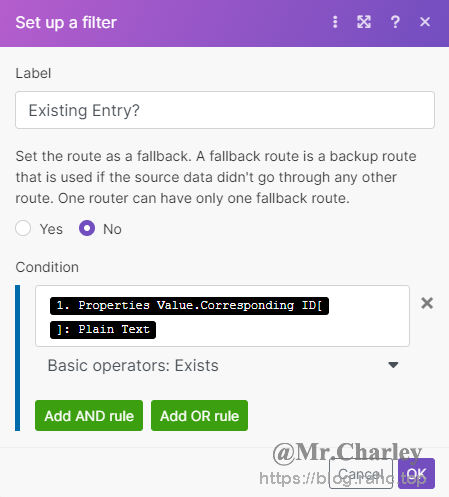 Set up a filter
Label
Existing Entry?
Set the route as a fallback. A fallback route is a backup route
that is used if the source data didn't go through any other
route. One router can have only one fallback route.
Yes No
Condition
1. Properties Value.Corresponding ID[
]: Plain Text
Basic operators: Exists
Add AND rule Add OR rule
@Mr.Charley
Cancel OK
https://blog.rahc.top